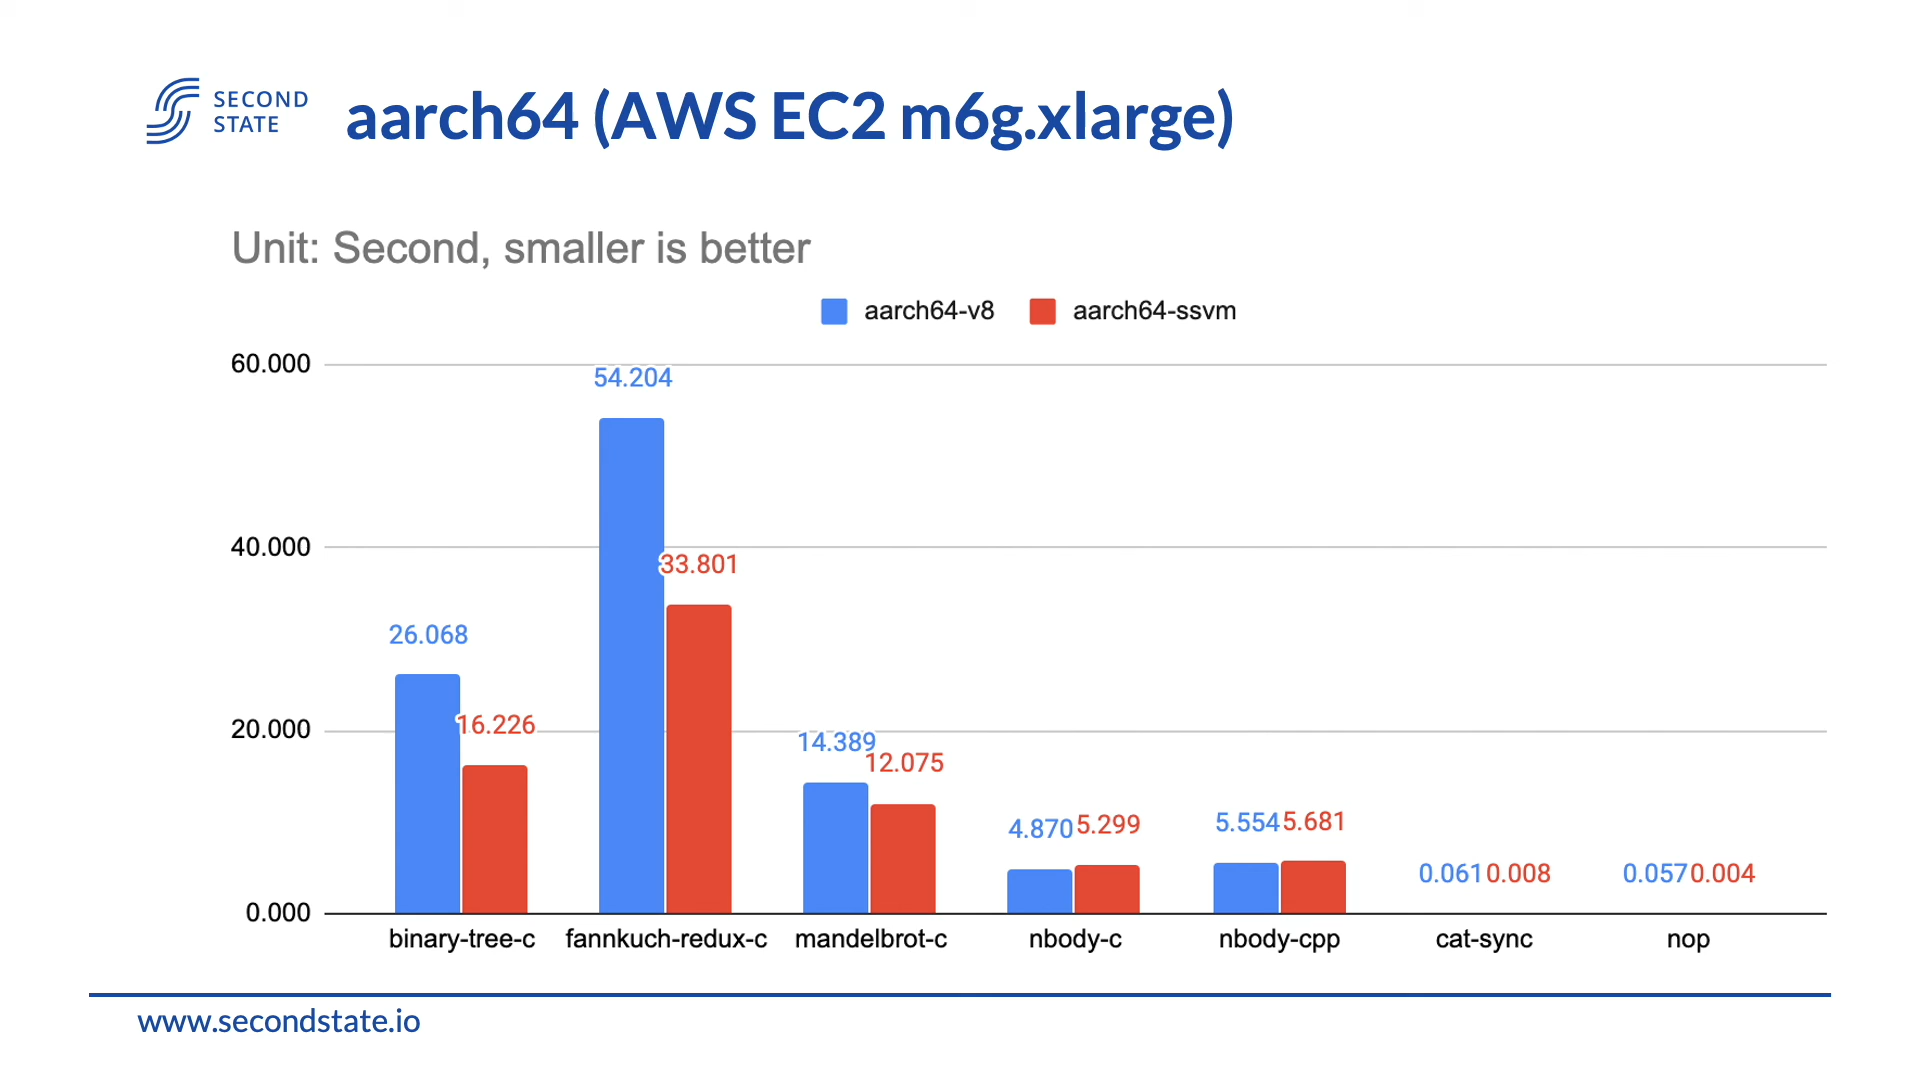 SECOND
STATE
aarch64 (AWS EC2 m6g.xlarge)
Unit: Second, smaller is better
aarch64-v8 aarch64-ssvm
60.000
40.000
20.000
0.000
54.204
33.801
26.068
16.226
14.389
12.075
4.870 5.299
5.554 5.681
0.061 0.008
0.057 0.004
binary-tree-c fannkuch-redux-c mandelbrot-c nbody-c nbody-cpp cat-sync nop
www.secondstate.io